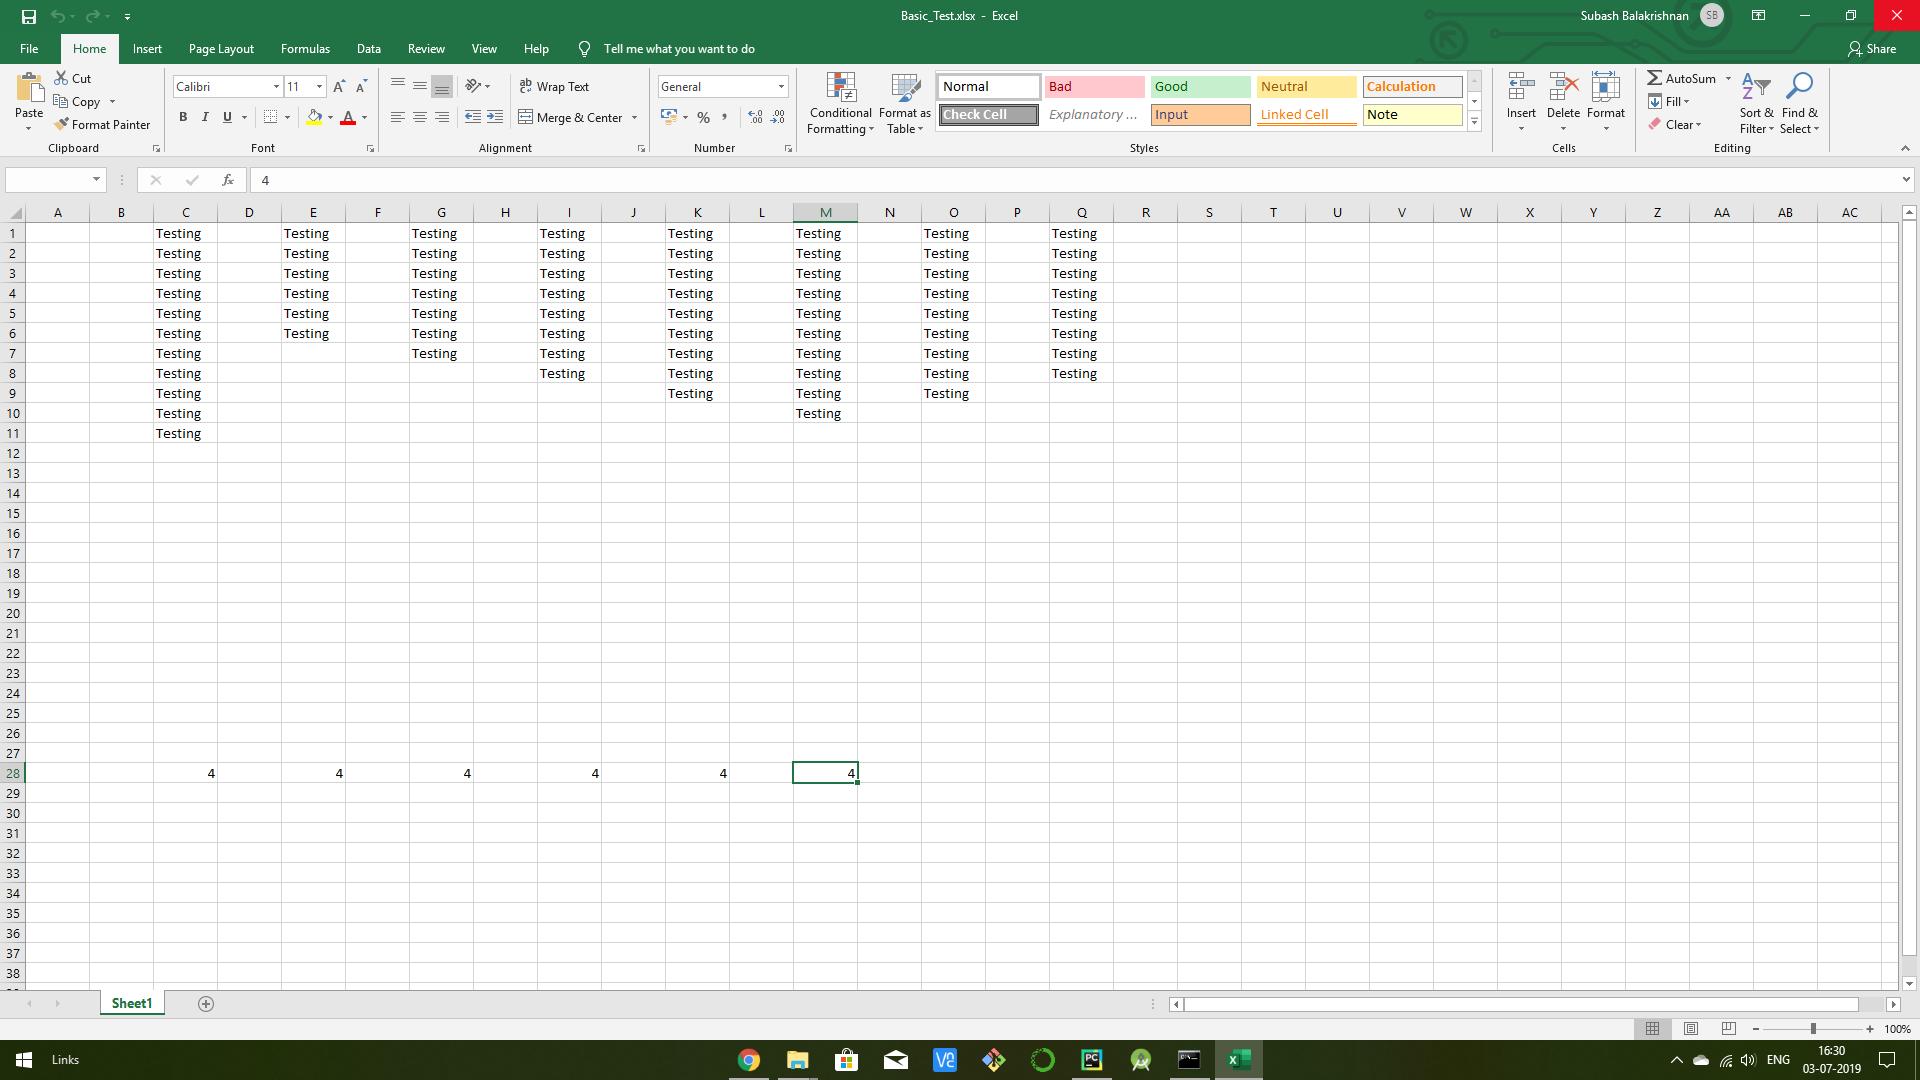 Basic_Test.xlsx - Excel
Subash Balakrishnan SB
File Home Insert Page Layout Formulas Data Review View Help Tell me what you want to do Share
Paste
Cut
Copy
Format Painter
Clipboard
Calibri 11 A A
B I U A
Font
Wrap Text
Merge & Center
Alignment
General
% , .00 .0
Number
Conditional Formatting
Format as Table
Normal Bad Good Neutral Calculation
Check Cell Explanatory ... Input Linked Cell Note
Styles
Insert Delete Format
Cells
AutoSum
Fill
Clear
Sort & Filter
Find & Select
Editing
fx 4
A B C D E F G H I J K L M N O P Q R S T U V W X Y Z AA AB AC
1 Testing Testing Testing Testing Testing Testing Testing Testing
2 Testing Testing Testing Testing Testing Testing Testing Testing
3 Testing Testing Testing Testing Testing Testing Testing Testing
4 Testing Testing Testing Testing Testing Testing Testing Testing
5 Testing Testing Testing Testing Testing Testing Testing Testing
6 Testing Testing Testing Testing Testing Testing Testing Testing
7 Testing Testing Testing Testing Testing Testing Testing
8 Testing Testing Testing Testing Testing Testing
9 Testing Testing Testing Testing
10 Testing Testing
11 Testing
12
13
14
15
16
17
18
19
20
21
22
23
24
25
26
27
28 4 4 4 4 4 4
29
30
31
32
33
34
35
36
37
38
Sheet1
100%
Links
PC
ENG
16:30
03-07-2019